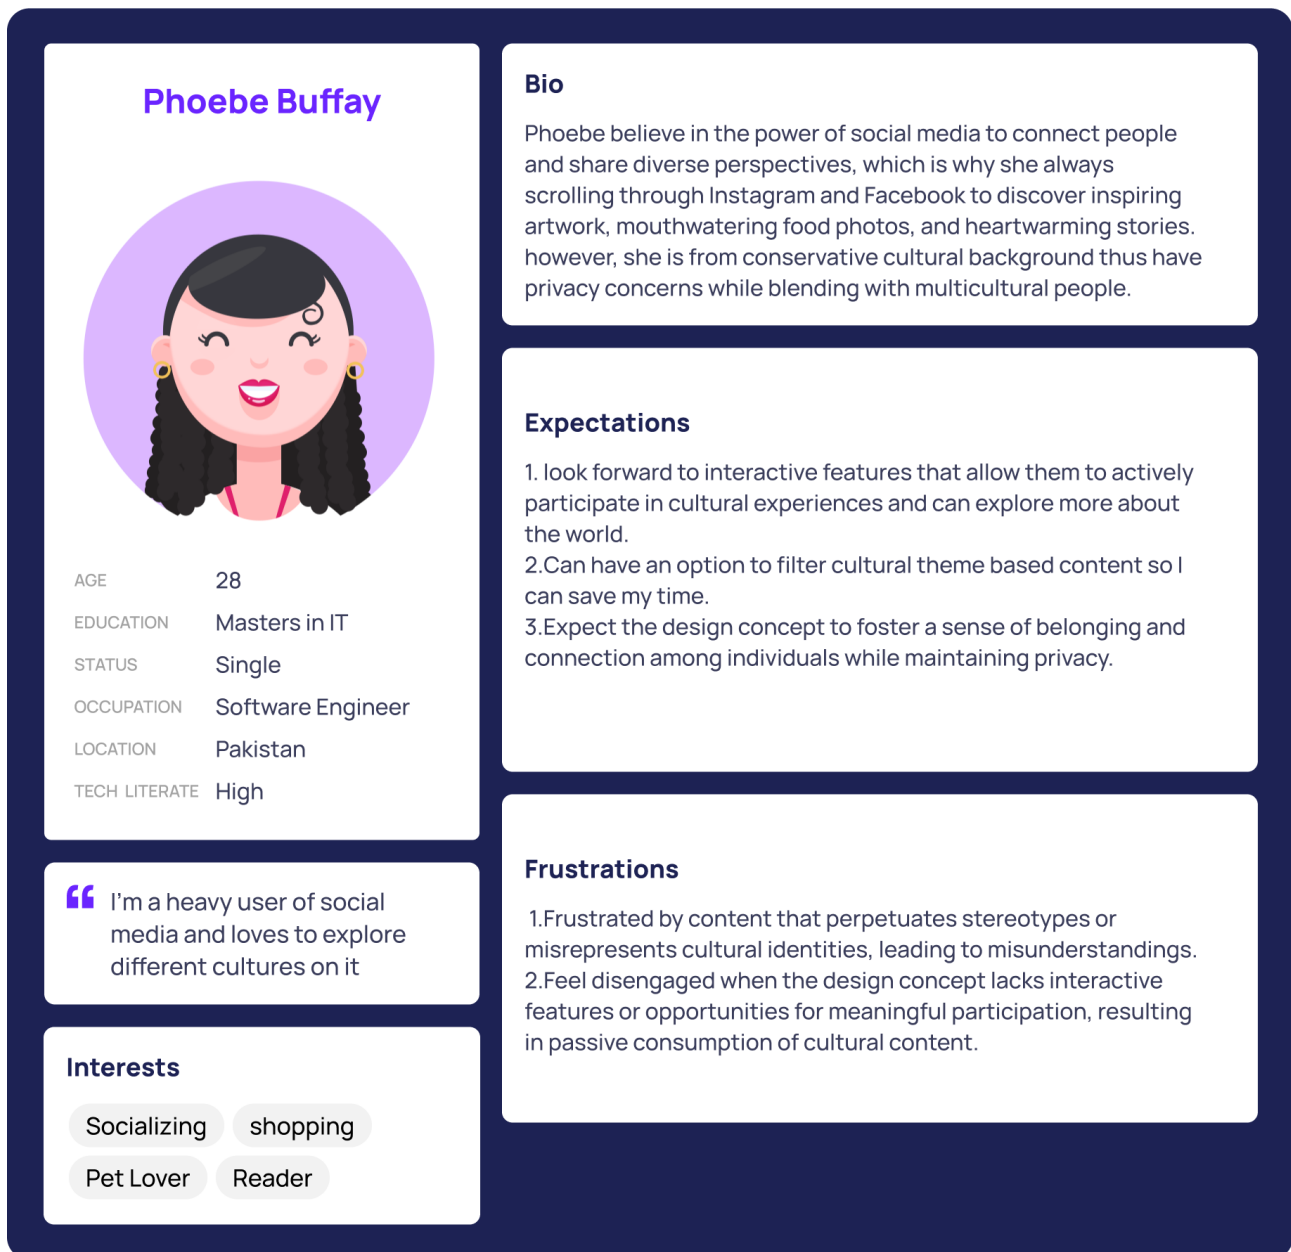 Phoebe Buffay
AGE 28
EDUCATION Masters in IT
STATUS Single
OCCUPATION Software Engineer
LOCATION Pakistan
TECH LITERATE High
“ I'm a heavy user of social
media and loves to explore
different cultures on it
Interests
Socializing shopping
Pet Lover Reader
Bio
Phoebe believe in the power of social media to connect people
and share diverse perspectives, which is why she always
scrolling through Instagram and Facebook to discover inspiring
artwork, mouthwatering food photos, and heartwarming stories.
however, she is from conservative cultural background thus have
privacy concerns while blending with multicultural people.
Expectations
1. look forward to interactive features that allow them to actively
participate in cultural experiences and can explore more about
the world.
2.Can have an option to filter cultural theme based content so I
can save my time.
3.Expect the design concept to foster a sense of belonging and
connection among individuals while maintaining privacy.
Frustrations
1.Frustrated by content that perpetuates stereotypes or
misrepresents cultural identities, leading to misunderstandings.
2.Feel disengaged when the design concept lacks interactive
features or opportunities for meaningful participation, resulting
in passive consumption of cultural content.